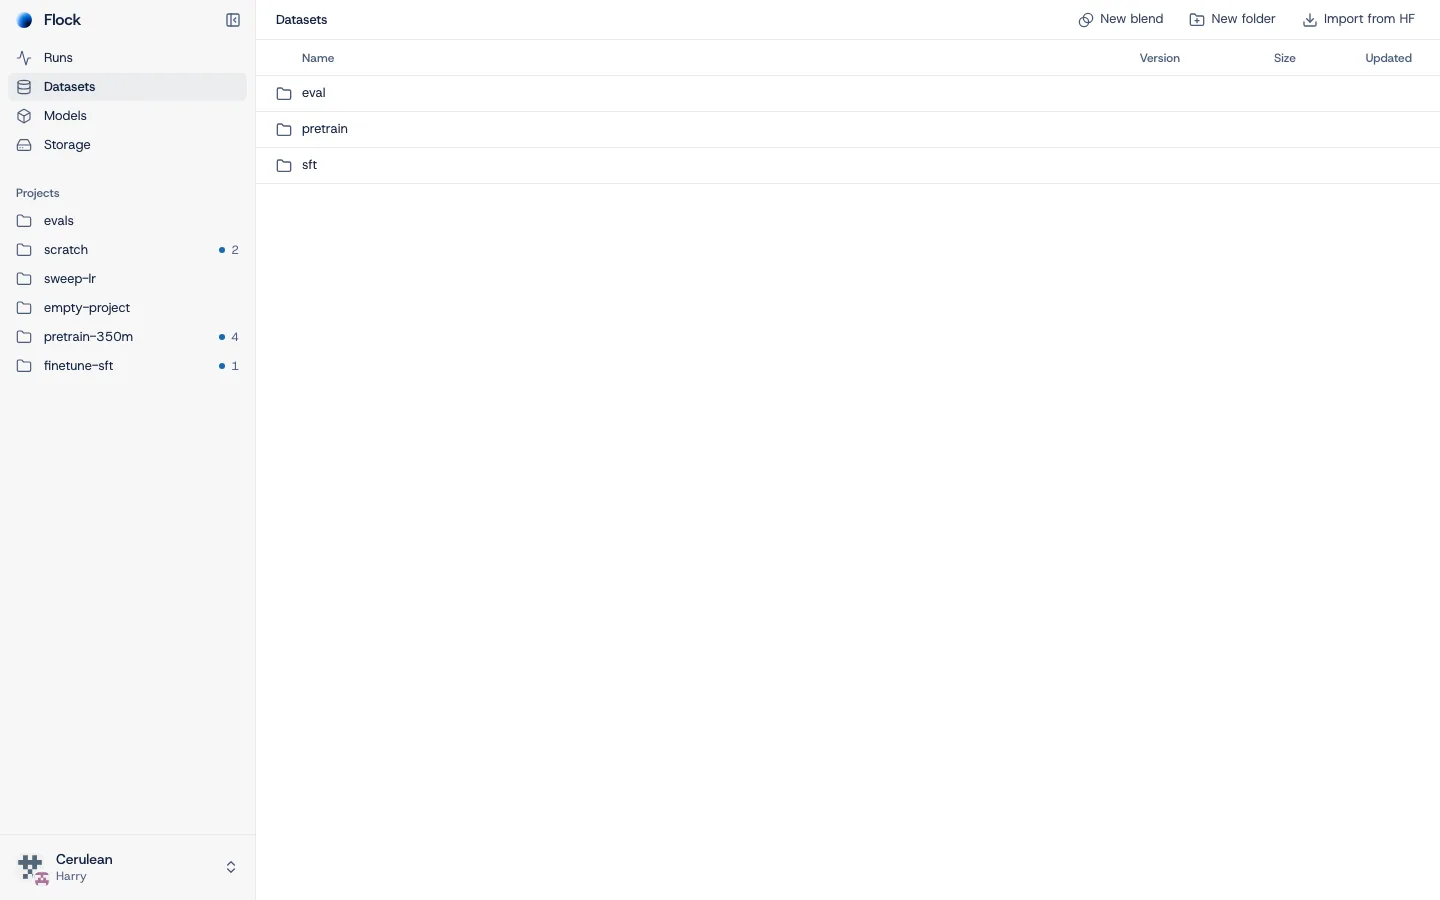 Flock
Runs
Datasets
Models
Storage
Projects
evals
scratch 2
sweep-lr
empty-project
pretrain-350m 4
finetune-sft 1
Cerulean
Harry
Datasets
New blend New folder Import from HF
Name Version Size Updated
eval
pretrain
sft